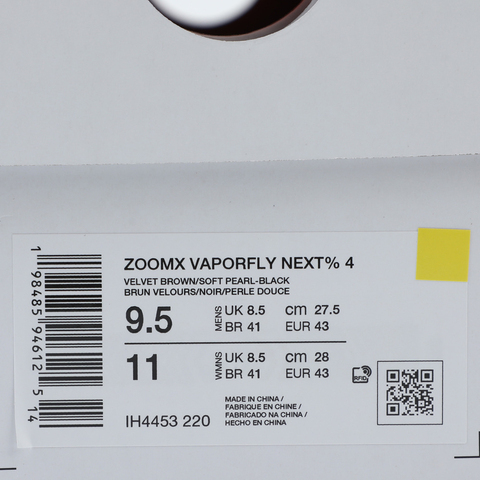 ZOOMX VAPORFLY NEXT% 4
VELVET BROWN/SOFT PEARL-BLACK
BRUN VELOURS/NOIR/PERLE DOUCE
9.5 MENS UK 8.5 cm 27.5
BR 41 EUR 43
11 WMNS UK 8.5 cm 28
BR 41 EUR 43
RFID
IH4453 220
MADE IN CHINA /
FABRIQUE EN CHINE /
FABRICADO NA CHINA /
HECHO EN CHINA
1 98485 94612 5 14